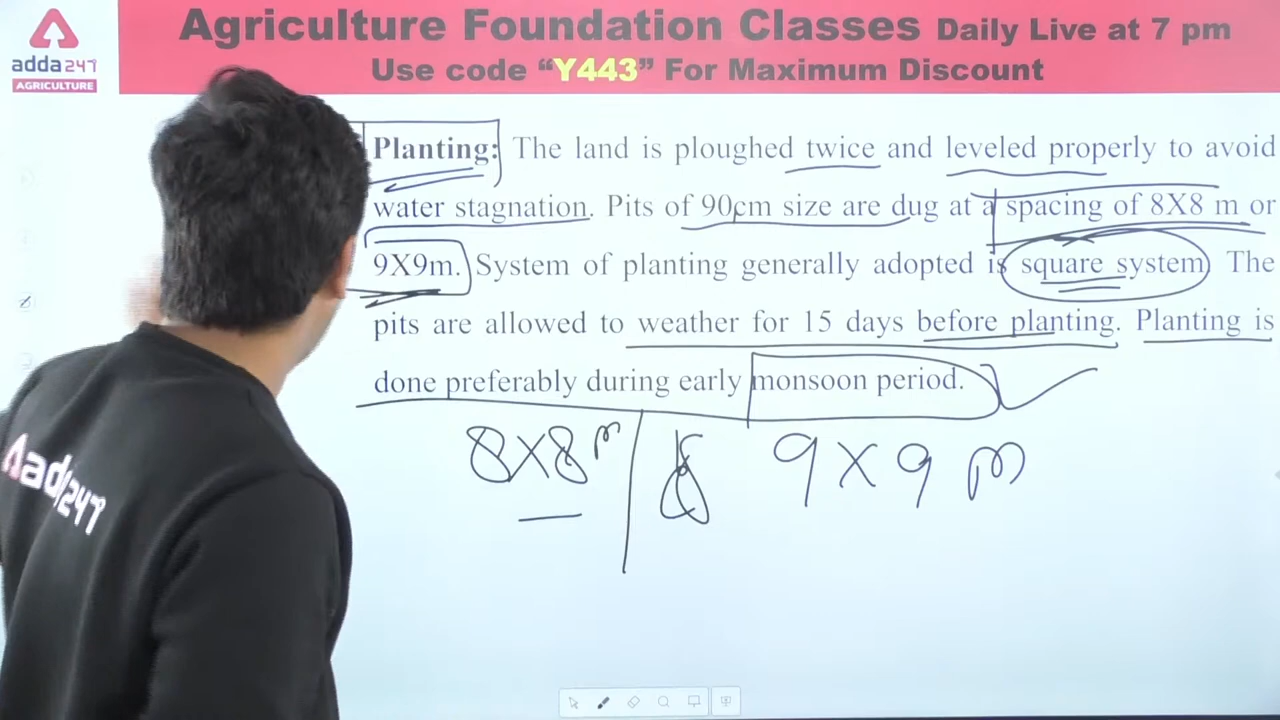 Agriculture Foundation Classes Daily Live at 7 pm
Use code “Y443” For Maximum Discount
adda247
AGRICULTURE
Planting: The land is ploughed twice and leveled properly to avoid
water stagnation. Pits of 90cm size are dug at a spacing of 8X8 m or
9X9m. System of planting generally adopted is square system. The
pits are allowed to weather for 15 days before planting. Planting is
done preferably during early monsoon period.
8X8 m 9 X 9 m
adda247